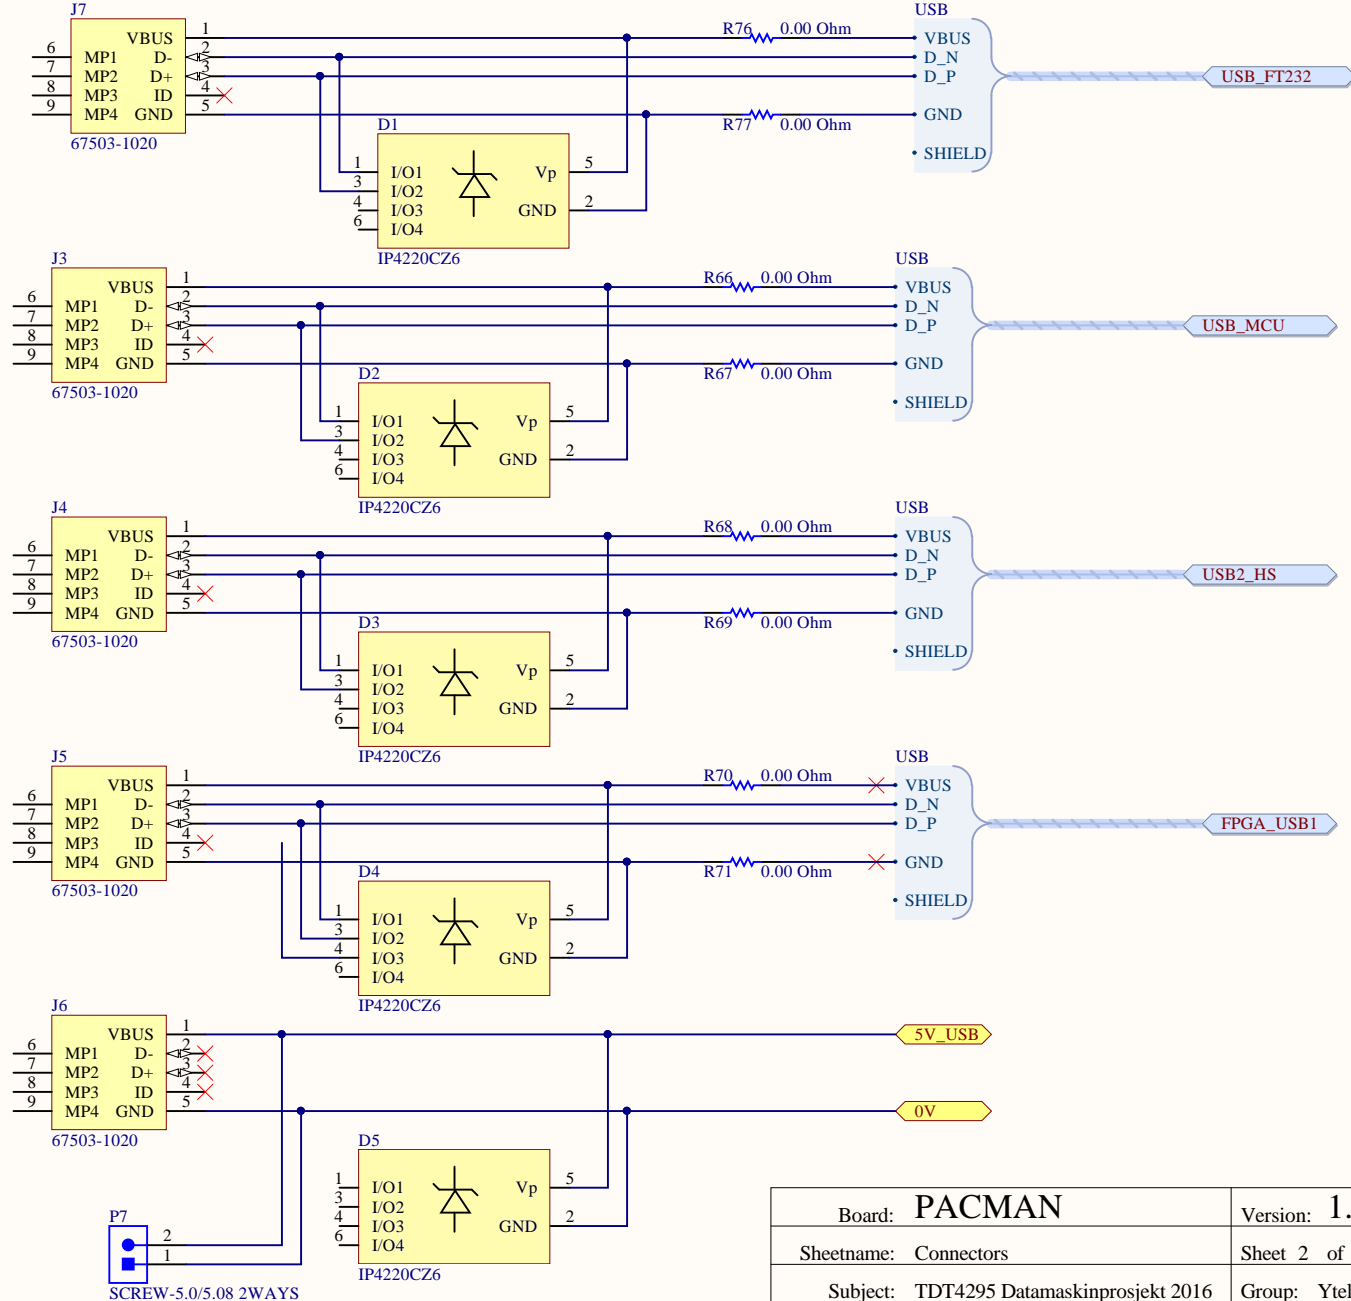 J7
USB
VBUS 1
R76 0.00 Ohm
VBUS
6 MP1 D- 2
D_N
7 MP2 D+ 3
D_P
USB_FT232
8 MP3 ID 4
9 MP4 GND 5
R77 0.00 Ohm
GND
67503-1020
D1
SHIELD
1 I/O1 Vp 5
3 I/O2
4 I/O3 GND 2
6 I/O4
IP4220CZ6
J3
USB
VBUS 1
R66 0.00 Ohm
VBUS
6 MP1 D- 2
D_N
7 MP2 D+ 3
D_P
USB_MCU
8 MP3 ID 4
9 MP4 GND 5
R67 0.00 Ohm
GND
67503-1020
D2
SHIELD
1 I/O1 Vp 5
3 I/O2
4 I/O3 GND 2
6 I/O4
IP4220CZ6
J4
USB
VBUS 1
R68 0.00 Ohm
VBUS
6 MP1 D- 2
D_N
7 MP2 D+ 3
D_P
USB2_HS
8 MP3 ID 4
9 MP4 GND 5
R69 0.00 Ohm
GND
67503-1020
D3
SHIELD
1 I/O1 Vp 5
3 I/O2
4 I/O3 GND 2
6 I/O4
IP4220CZ6
J5
USB
VBUS 1
R70 0.00 Ohm
VBUS
6 MP1 D- 2
D_N
7 MP2 D+ 3
D_P
FPGA_USB1
8 MP3 ID 4
9 MP4 GND 5
R71 0.00 Ohm
GND
67503-1020
D4
SHIELD
1 I/O1 Vp 5
3 I/O2
4 I/O3 GND 2
6 I/O4
IP4220CZ6
J6
VBUS 1
5V_USB
6 MP1 D- 2
7 MP2 D+ 3
8 MP3 ID 4
9 MP4 GND 5
0V
67503-1020
D5
1 I/O1 Vp 5
3 I/O2
4 I/O3 GND 2
6 I/O4
IP4220CZ6
P7
2
1
SCREW-5.0/5.08 2WAYS
Board: PACMAN Version: 1.
Sheetname: Connectors Sheet 2 of
Subject: TDT4295 Datamaskinprosjekt 2016 Group: